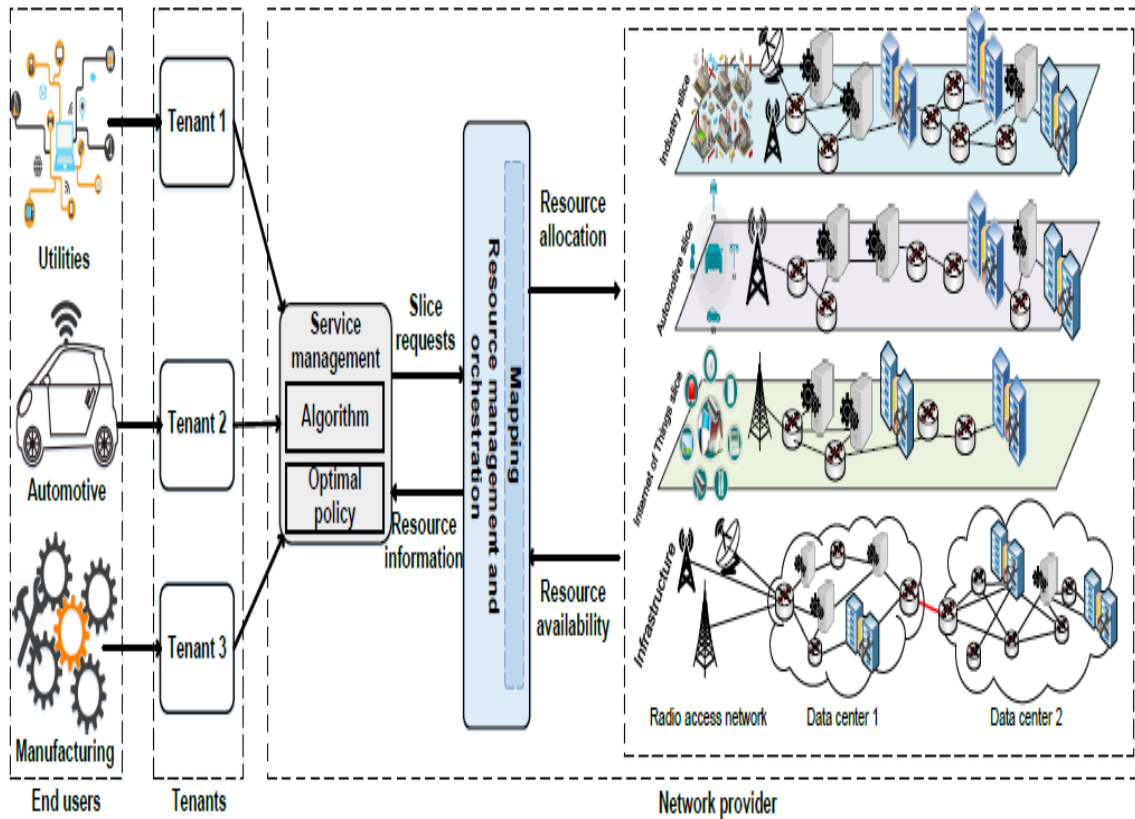 Utilities
Automotive
Manufacturing
End users
Tenant 1
Tenant 2
Tenant 3
Tenants
Service
management
Algorithm
Optimal
policy
Slice
requests
Resource
information
Resource management and
orchestration
Mapping
Resource
allocation
Resource
availability
Industry slice
Automotive slice
Internet of Things slice
Infrastructure
Radio access network
Data center 1
Data center 2
Network provider